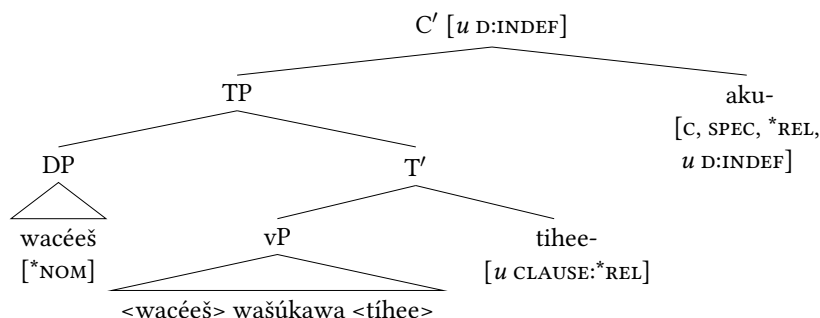 C′ [u D:INDEF]
TP aku-
[C, SPEC, *REL,
u D:INDEF]
DP T′
wacéeš vP tihee-
[*NOM] [u CLAUSE:*REL]
<wacéeš> wašúkawa <tíhee>